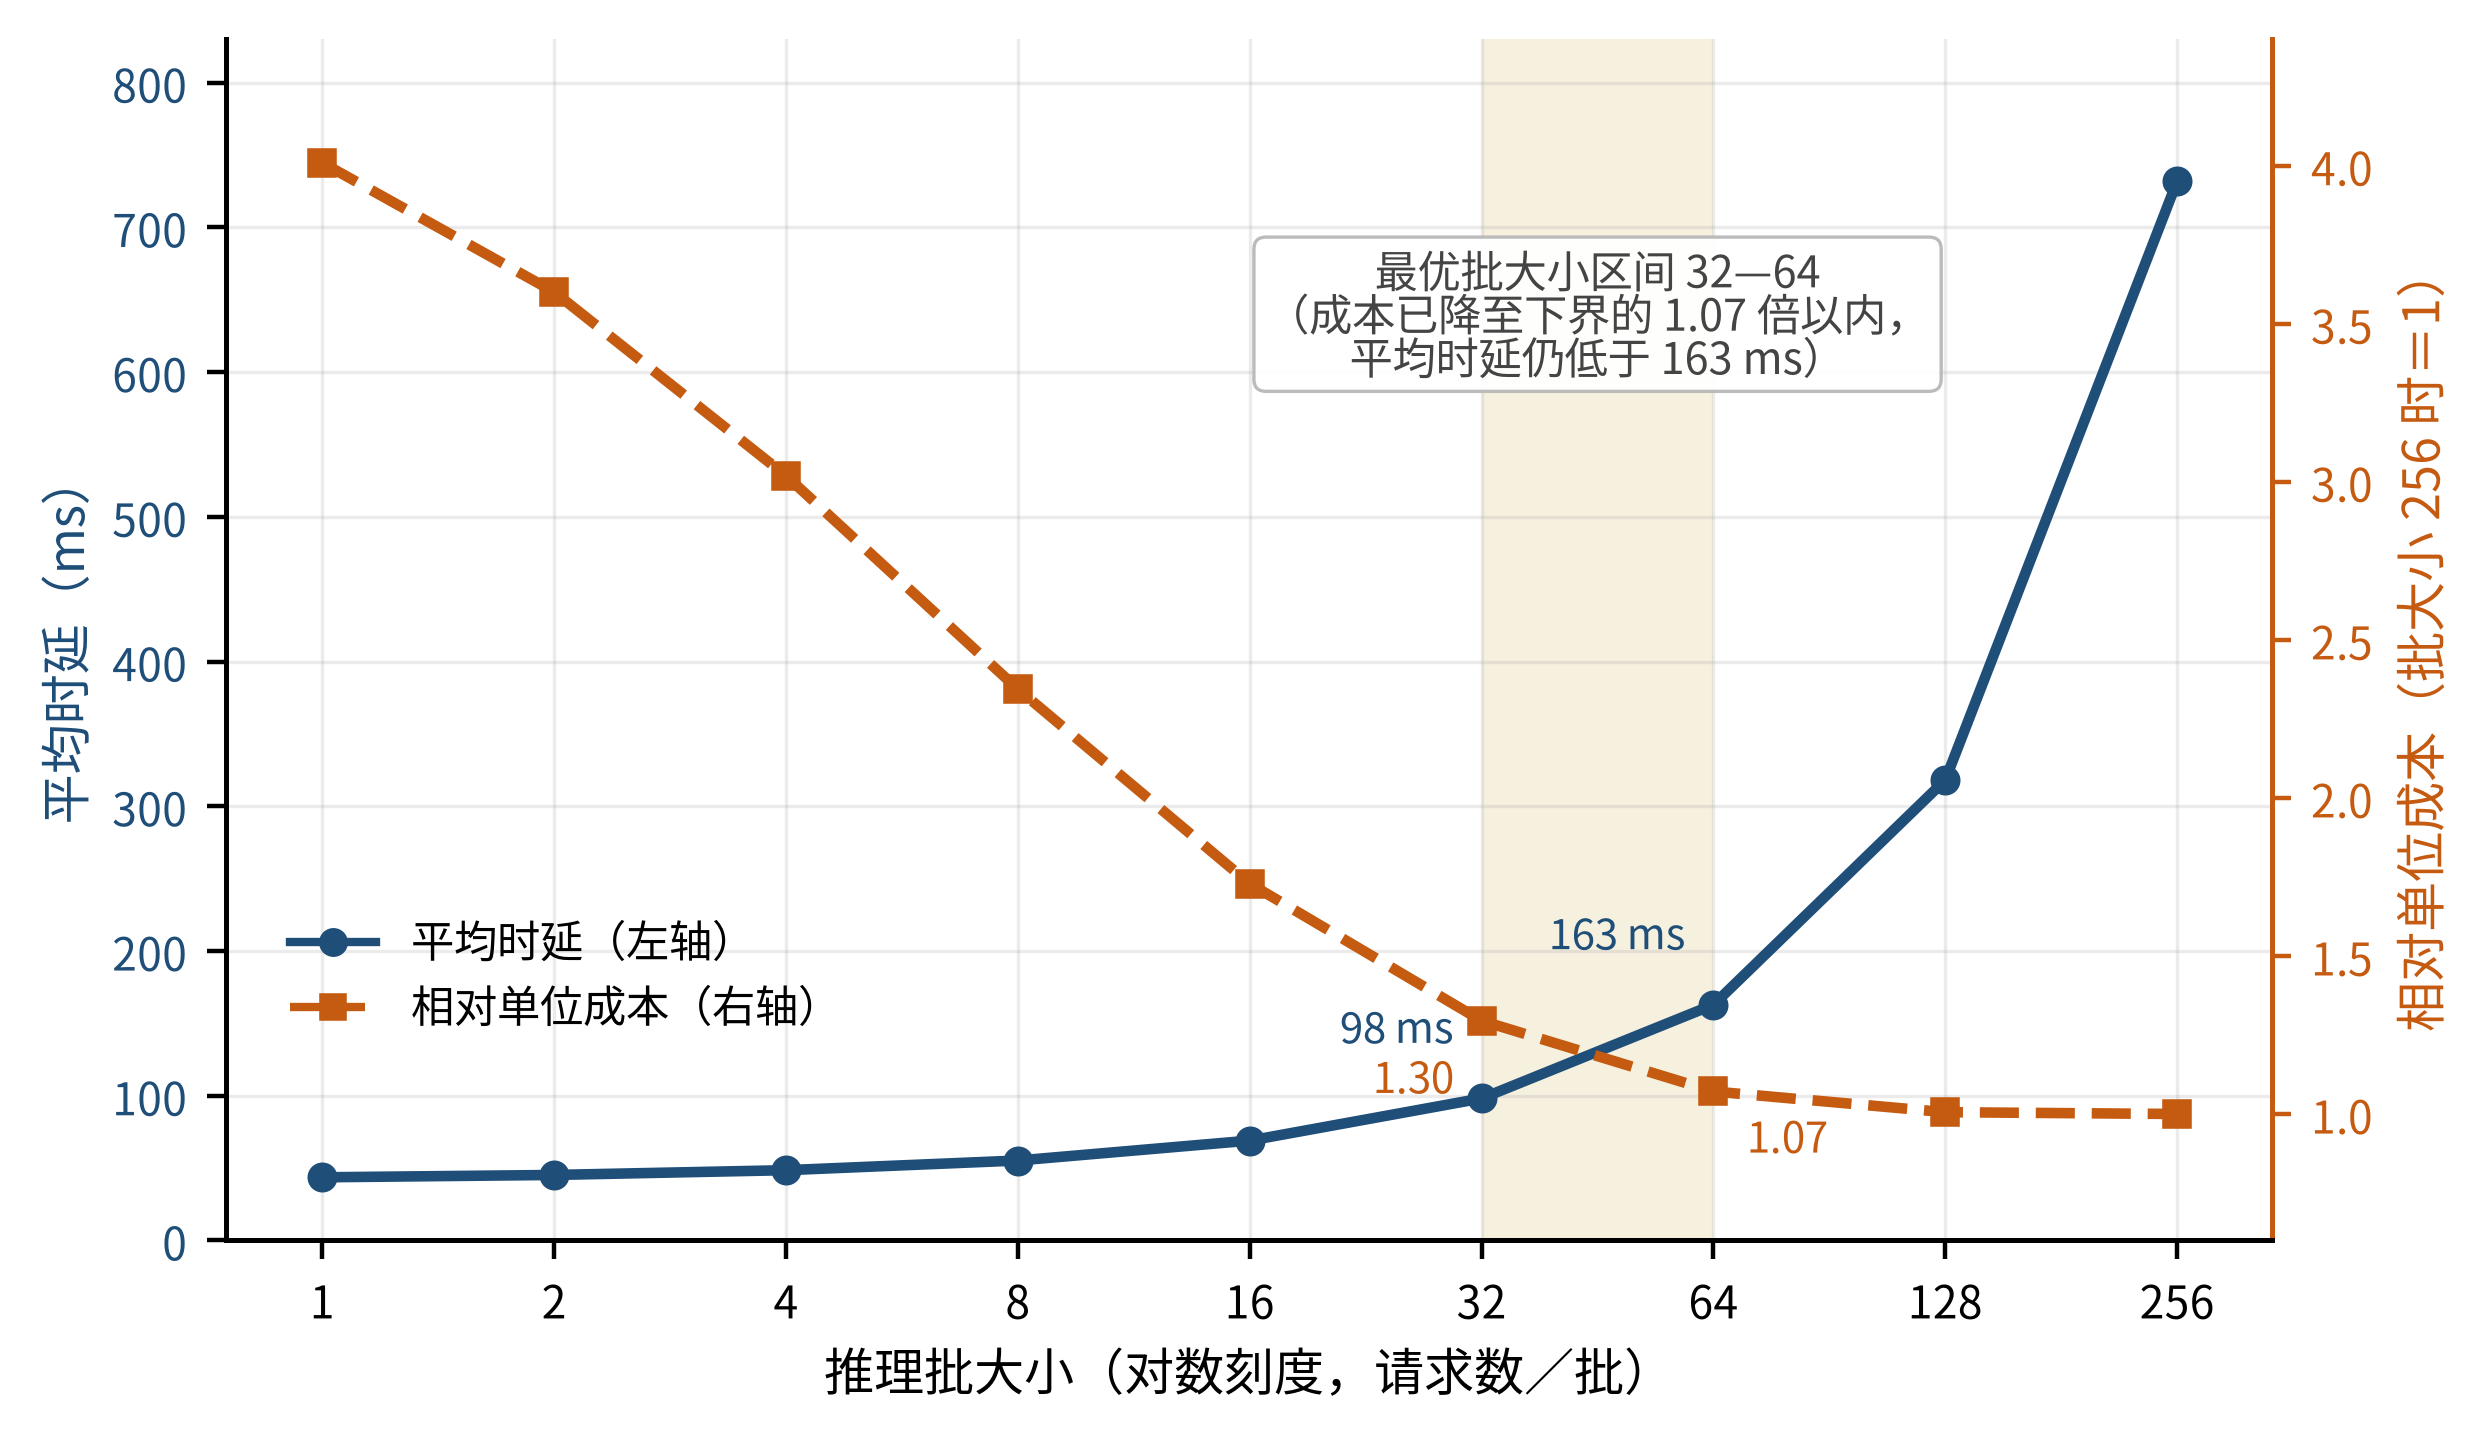 800
700
600
500
400
300
200
100
0
平均时延（ms）
4.0
3.5
3.0
2.5
2.0
1.5
1.0
相对单位成本（批大小 256 时＝1）
最优批大小区间 32—64
（成本已降至下界的 1.07 倍以内，
平均时延仍低于 163 ms）
平均时延（左轴）
相对单位成本（右轴）
163 ms
98 ms
1.30
1.07
1
2
4
8
16
32
64
128
256
推理批大小（对数刻度，请求数／批）